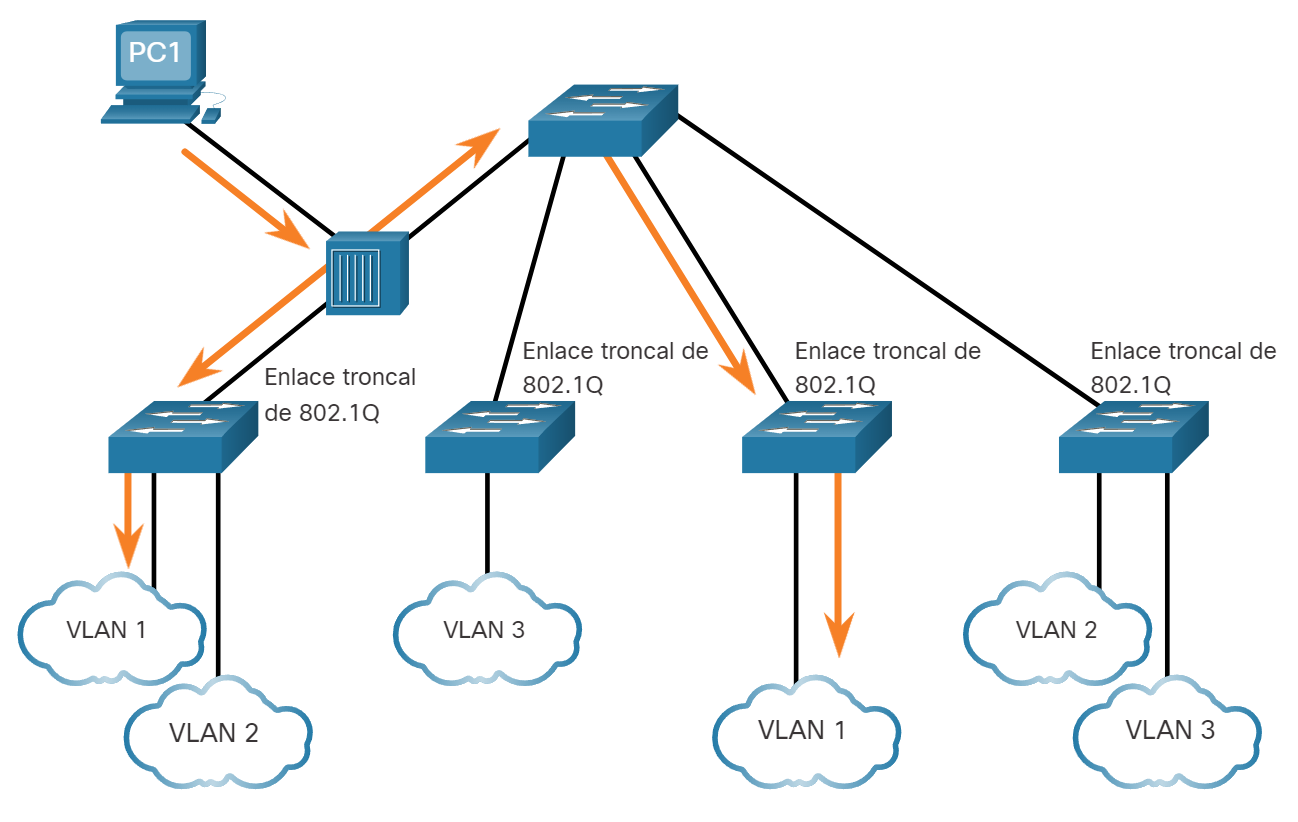 PC1
Enlace troncal
de 802.1Q
Enlace troncal de
802.1Q
Enlace troncal de
802.1Q
Enlace troncal de
802.1Q
VLAN 1
VLAN 2
VLAN 3
VLAN 1
VLAN 2
VLAN 3